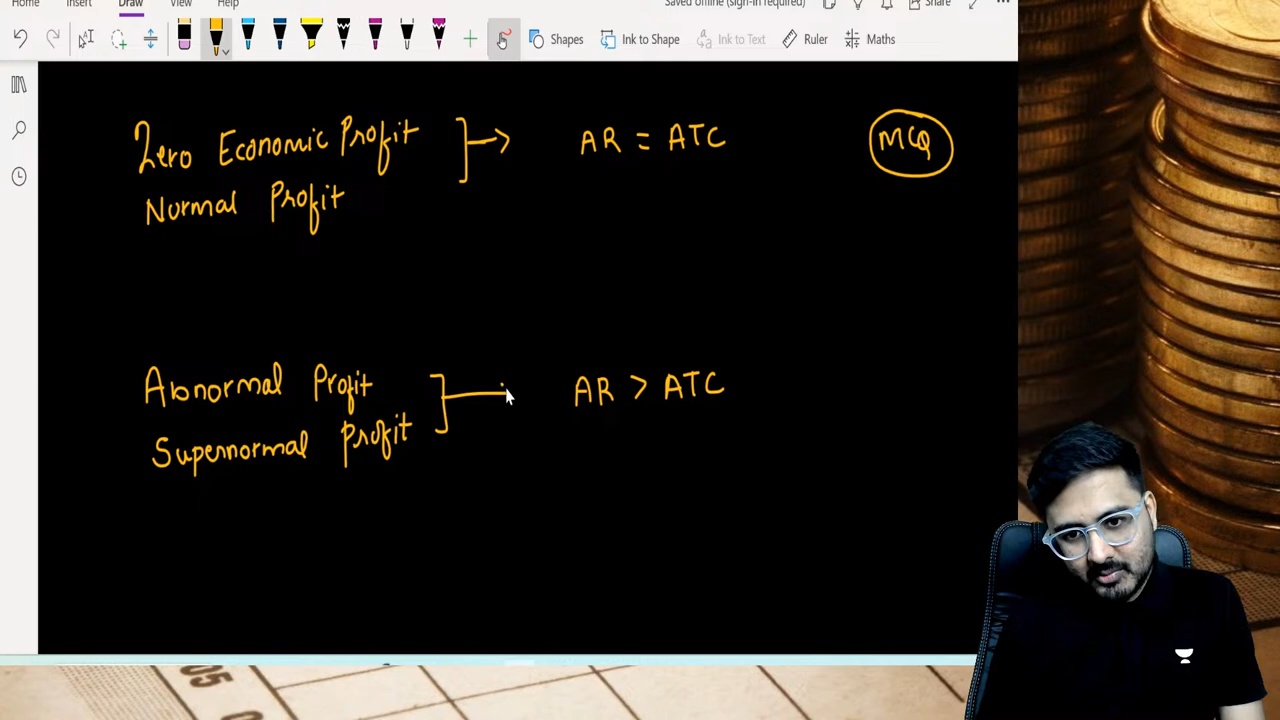 Home Insert Draw View Help Saved offline (sign-in required) Share
Shapes Ink to Shape Ink to Text Ruler Maths
Zero Economic Profit AR = ATC MCQ
Normal Profit
Abnormal Profit AR > ATC
Supernormal Profit
05